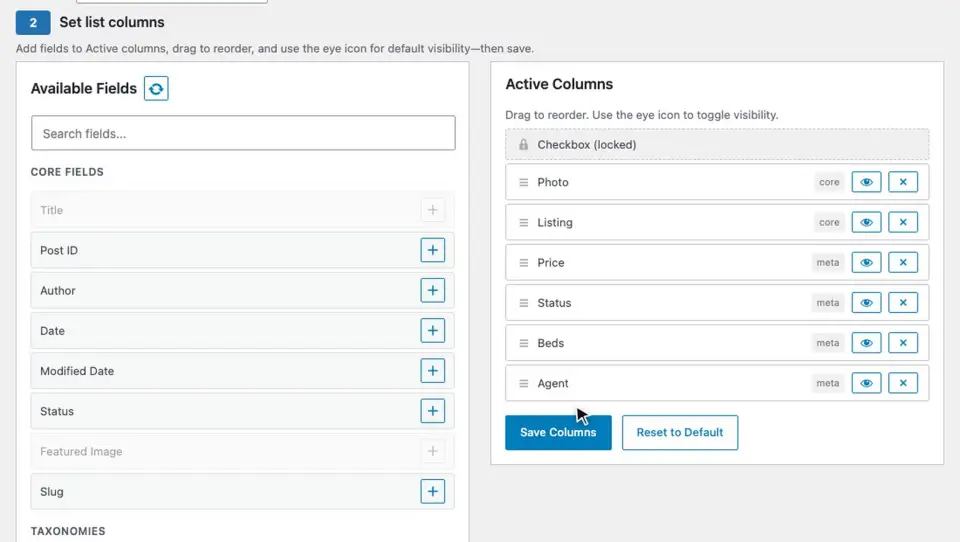 2 Set list columns
Add fields to Active columns, drag to reorder, and use the eye icon for default visibility—then save.
Available Fields
Search fields...
CORE FIELDS
Title
Post ID
Author
Date
Modified Date
Status
Featured Image
Slug
TAXONOMIES
Active Columns
Drag to reorder. Use the eye icon to toggle visibility.
Checkbox (locked)
Photo core
Listing core
Price meta
Status meta
Beds meta
Agent meta
Save Columns Reset to Default